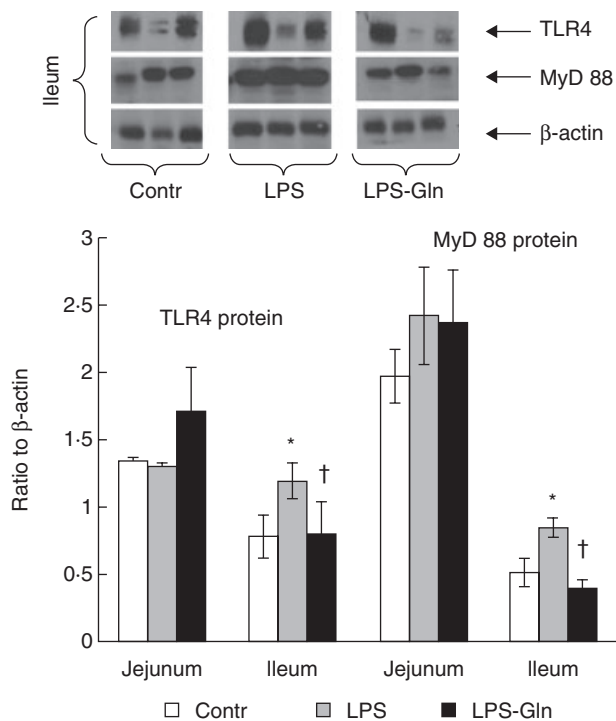 TLR4
Ileum
MyD 88
β-actin
Contr LPS LPS-Gln
3
MyD 88 protein
2·5
TLR4 protein
2
Ratio to β-actin
1·5
* †
1
* †
0·5
0
Jejunum Ileum Jejunum Ileum
Contr LPS LPS-Gln